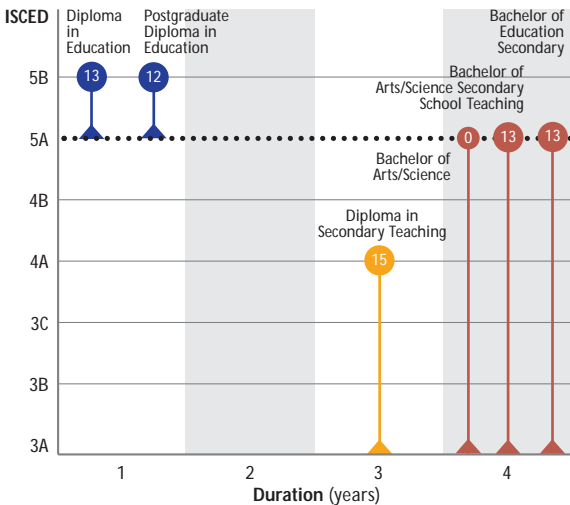 ISCED
Diploma
in
Education
Postgraduate
Diploma in
Education
Bachelor of
Education
Secondary
5B
13
12
Bachelor of
Arts/Science Secondary
School Teaching
5A
0
13
13
Bachelor of
Arts/Science
4B
Diploma in
Secondary Teaching
4A
15
3C
3B
3A
1
2
3
4
Duration (years)